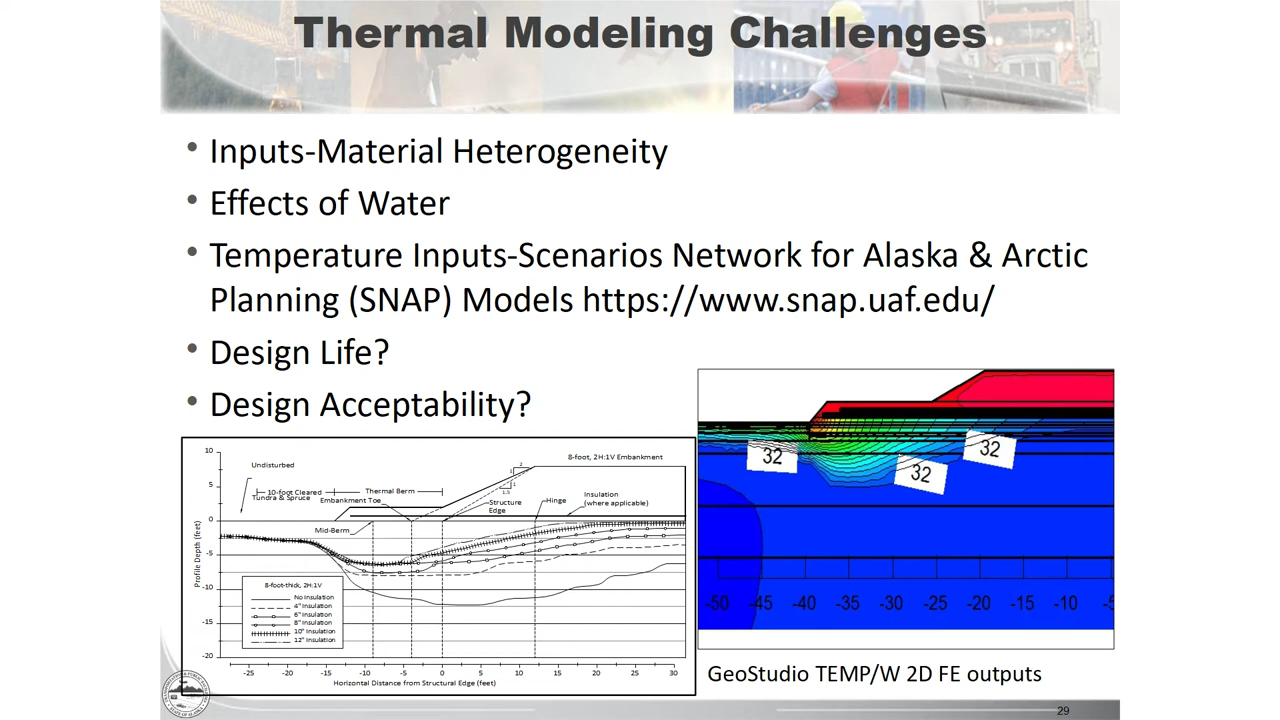 Thermal Modeling Challenges
• Inputs-Material Heterogeneity
• Effects of Water
• Temperature Inputs-Scenarios Network for Alaska & Arctic
Planning (SNAP) Models https://www.snap.uaf.edu/
• Design Life?
• Design Acceptability?
10
5
0
-5
-10
-15
-20
Profile Depth (feet)
Undisturbed
Tundra & Spruce
10-foot Cleared
Thermal Berm
Embankment Toe
Mid-Berm
8-foot, 2H:1V Embankment
2
1
1
1.5
Structure
Edge
Hinge
Insulation
(where applicable)
8-foot-thick, 2H:1V
No Insulation
4" Insulation
6" Insulation
8" Insulation
10" Insulation
12" Insulation
-25 -20 -15 -10 -5 0 5 10 15 20 25 30
Horizontal Distance from Structural Edge (feet)
32
32
32
-50 -45 -40 -35 -30 -25 -20 -15 -10 -5
GeoStudio TEMP/W 2D FE outputs
29